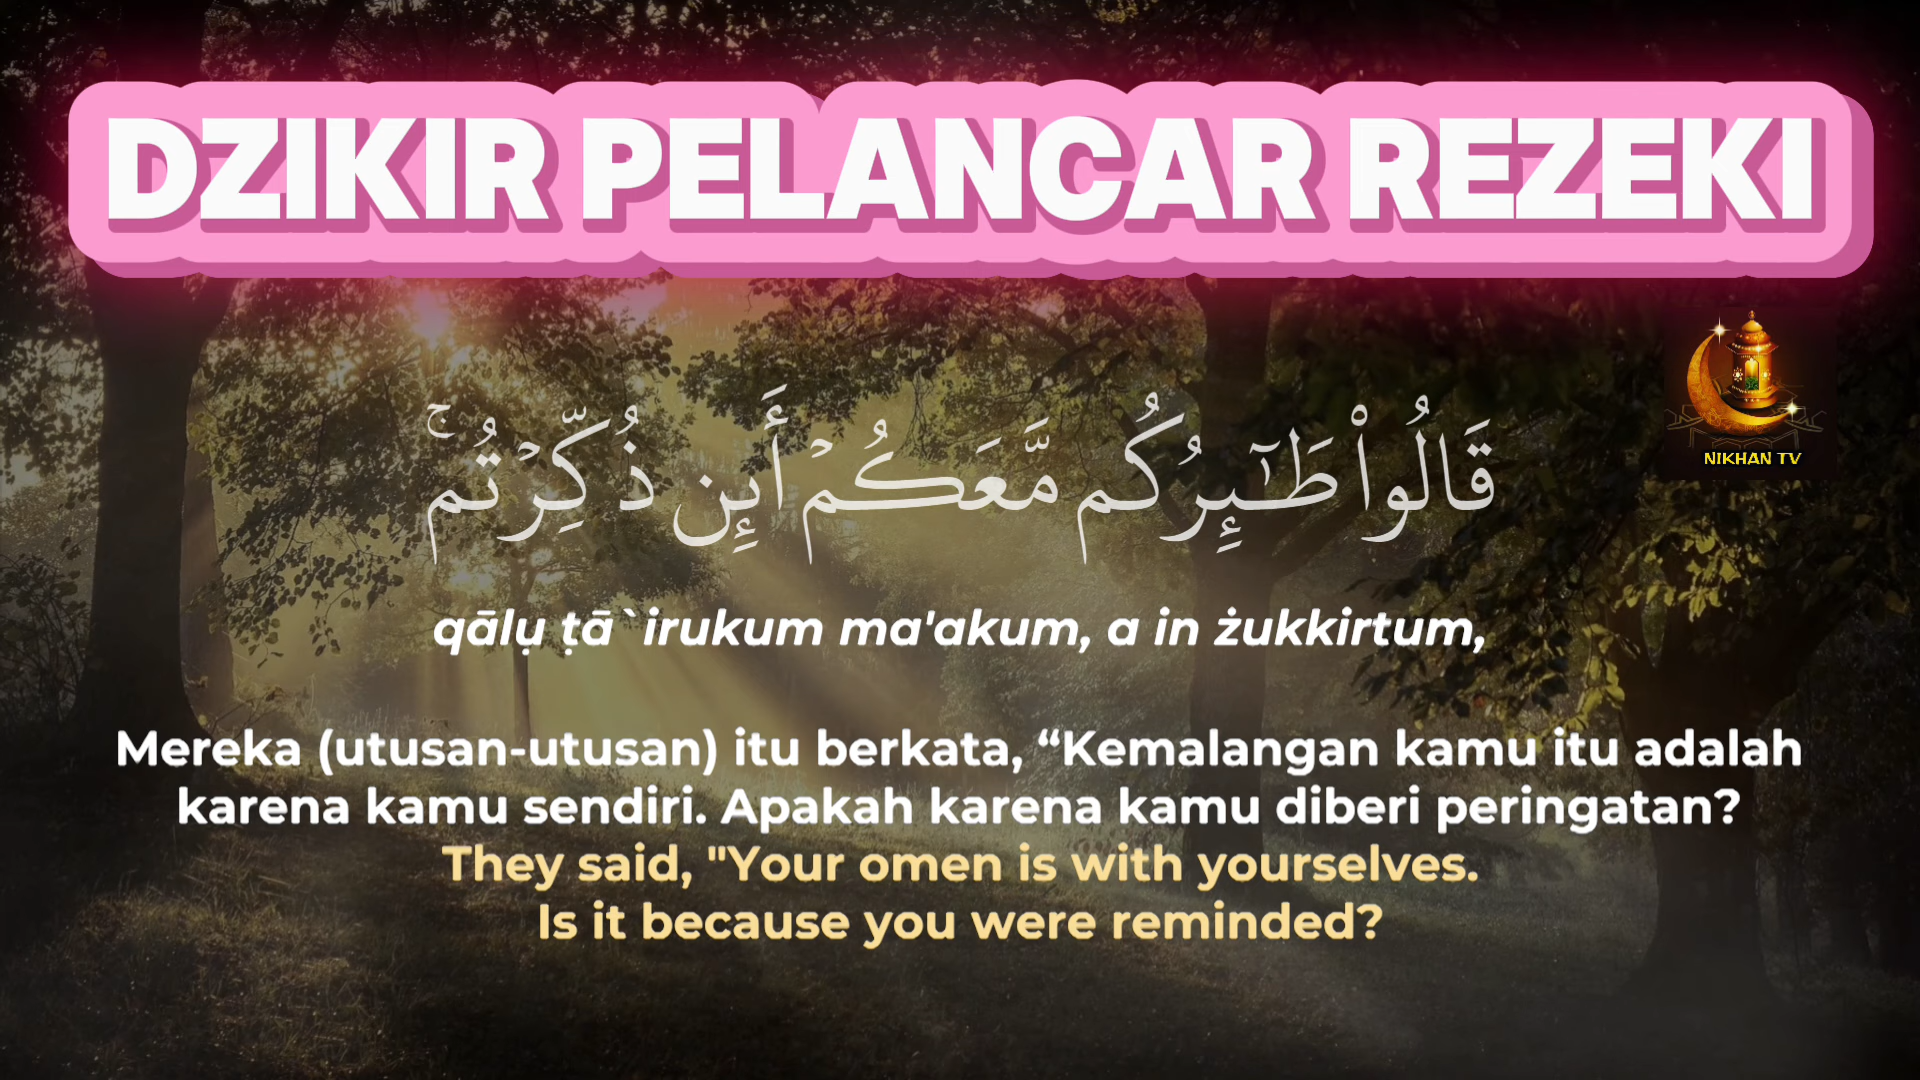 DZIKIR PELANCAR REZEKI
NIKHAN TV
قَالُوا۟ طَـٰٓئِرُكُم مَّعَكُمْ أَئِن ذُكِّرْتُم ۚ
qālụ ṭā`irukum ma'akum, a in żukkirtum,
Mereka (utusan-utusan) itu berkata, “Kemalangan kamu itu adalah
karena kamu sendiri. Apakah karena kamu diberi peringatan?
They said, "Your omen is with yourselves.
Is it because you were reminded?